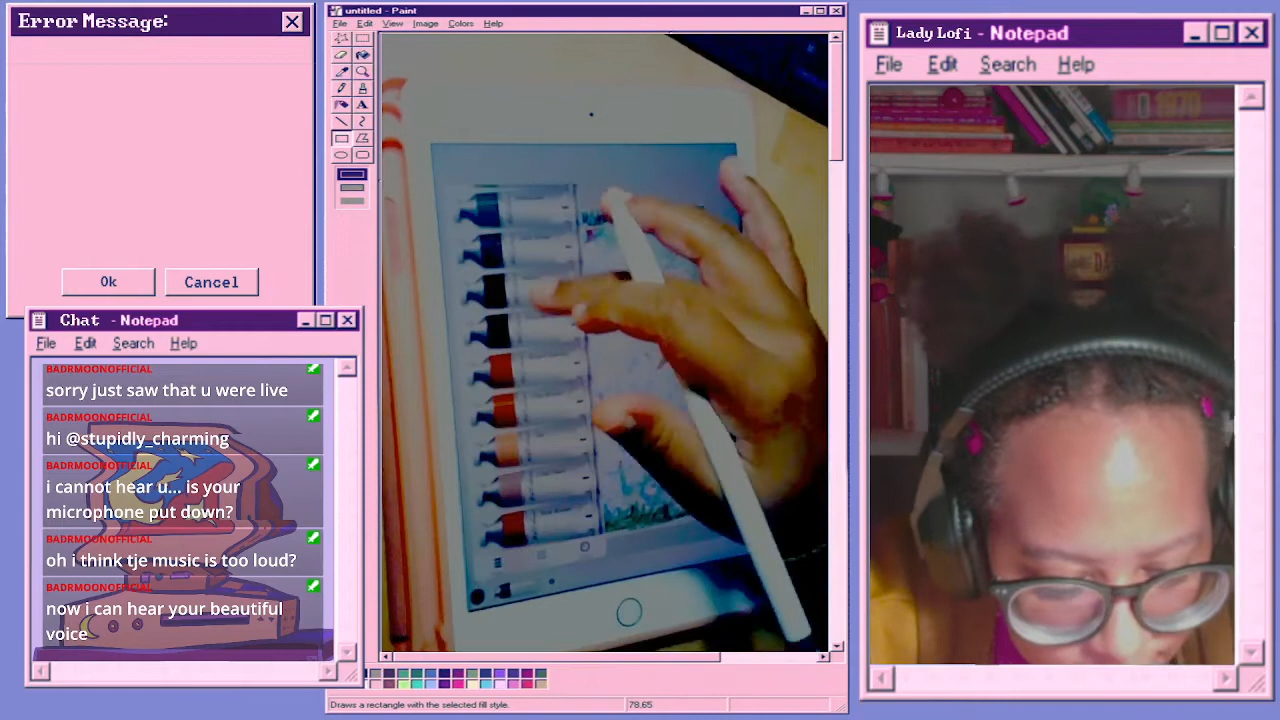 Error Message:
Ok
Cancel
untitled - Paint
File Edit View Image Colors Help
Draws a rectangle with the selected fill style.
78.65
Lady Lofi - Notepad
File Edit Search Help
1970
Chat - Notepad
File Edit Search Help
BADRMOONOFFICIAL
sorry just saw that u were live
BADRMOONOFFICIAL
hi @stupidly_charming
BADRMOONOFFICIAL
i cannot hear u... is your
microphone put down?
BADRMOONOFFICIAL
oh i think tje music is too loud?
BADRMOONOFFICIAL
now i can hear your beautiful
voice